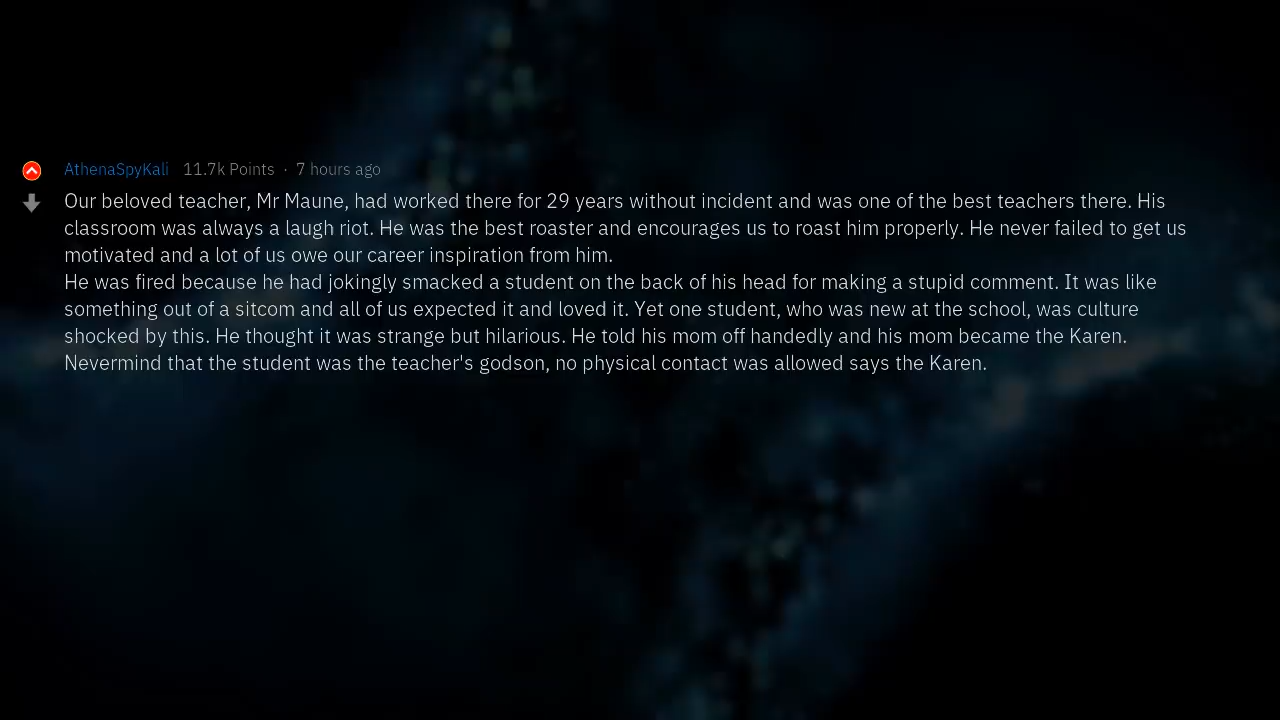 AthenaSpyKali 11.7k Points · 7 hours ago
Our beloved teacher, Mr Maune, had worked there for 29 years without incident and was one of the best teachers there. His
classroom was always a laugh riot. He was the best roaster and encourages us to roast him properly. He never failed to get us
motivated and a lot of us owe our career inspiration from him.
He was fired because he had jokingly smacked a student on the back of his head for making a stupid comment. It was like
something out of a sitcom and all of us expected it and loved it. Yet one student, who was new at the school, was culture
shocked by this. He thought it was strange but hilarious. He told his mom off handedly and his mom became the Karen.
Nevermind that the student was the teacher's godson, no physical contact was allowed says the Karen.